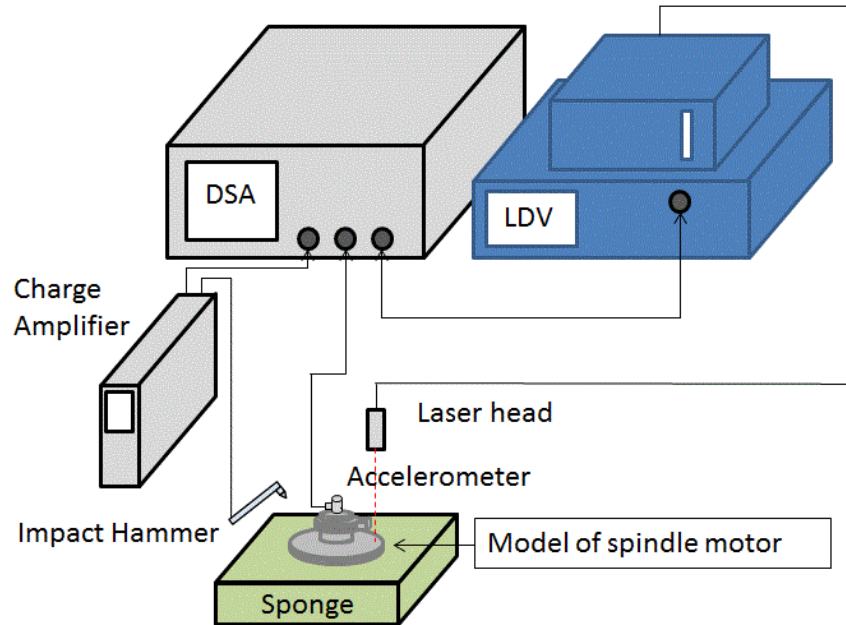 DSA
LDV
Charge
Amplifier
Laser head
Accelerometer
Impact Hammer
Model of spindle motor
Sponge